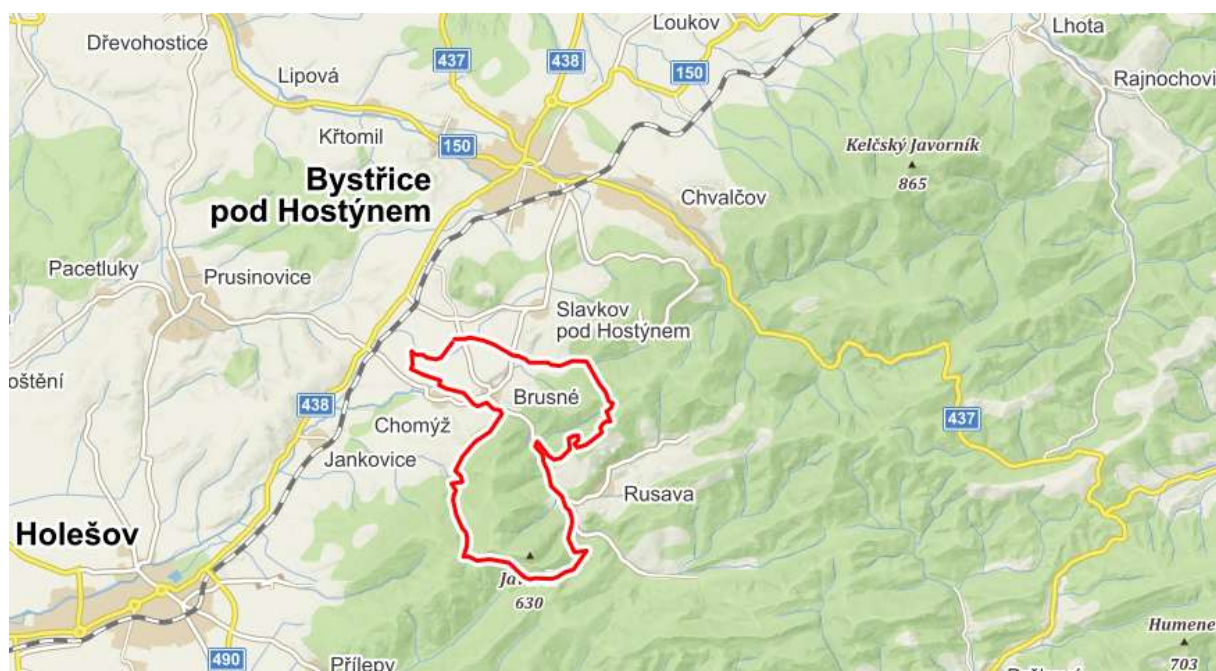 Dřevohostice
437
438
Loukov
Lhota
Lipová
150
Rajnochovi
Křtomil
150
Kelčský Javorník
865
Bystřice
pod Hostýnem
Chvalčov
Pacetluky
Prusinovice
Slavkov
pod Hostýnem
oštění
438
Brusné
Chomýž
437
Jankovice
Rusava
Holešov
630
Humene
703
490
Přílepy